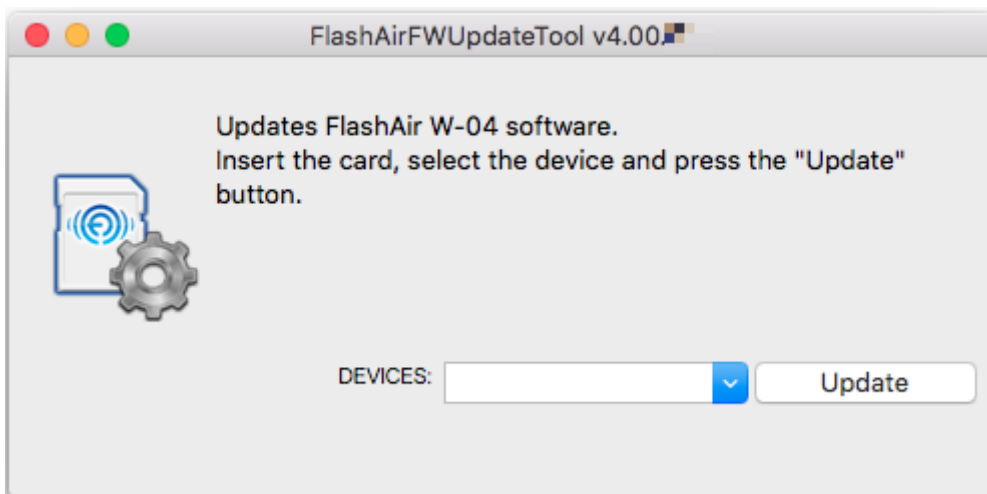 FlashAirFWUpdateTool v4.00.
Updates FlashAir W-04 software.
Insert the card, select the device and press the "Update"
button.
DEVICES:
Update